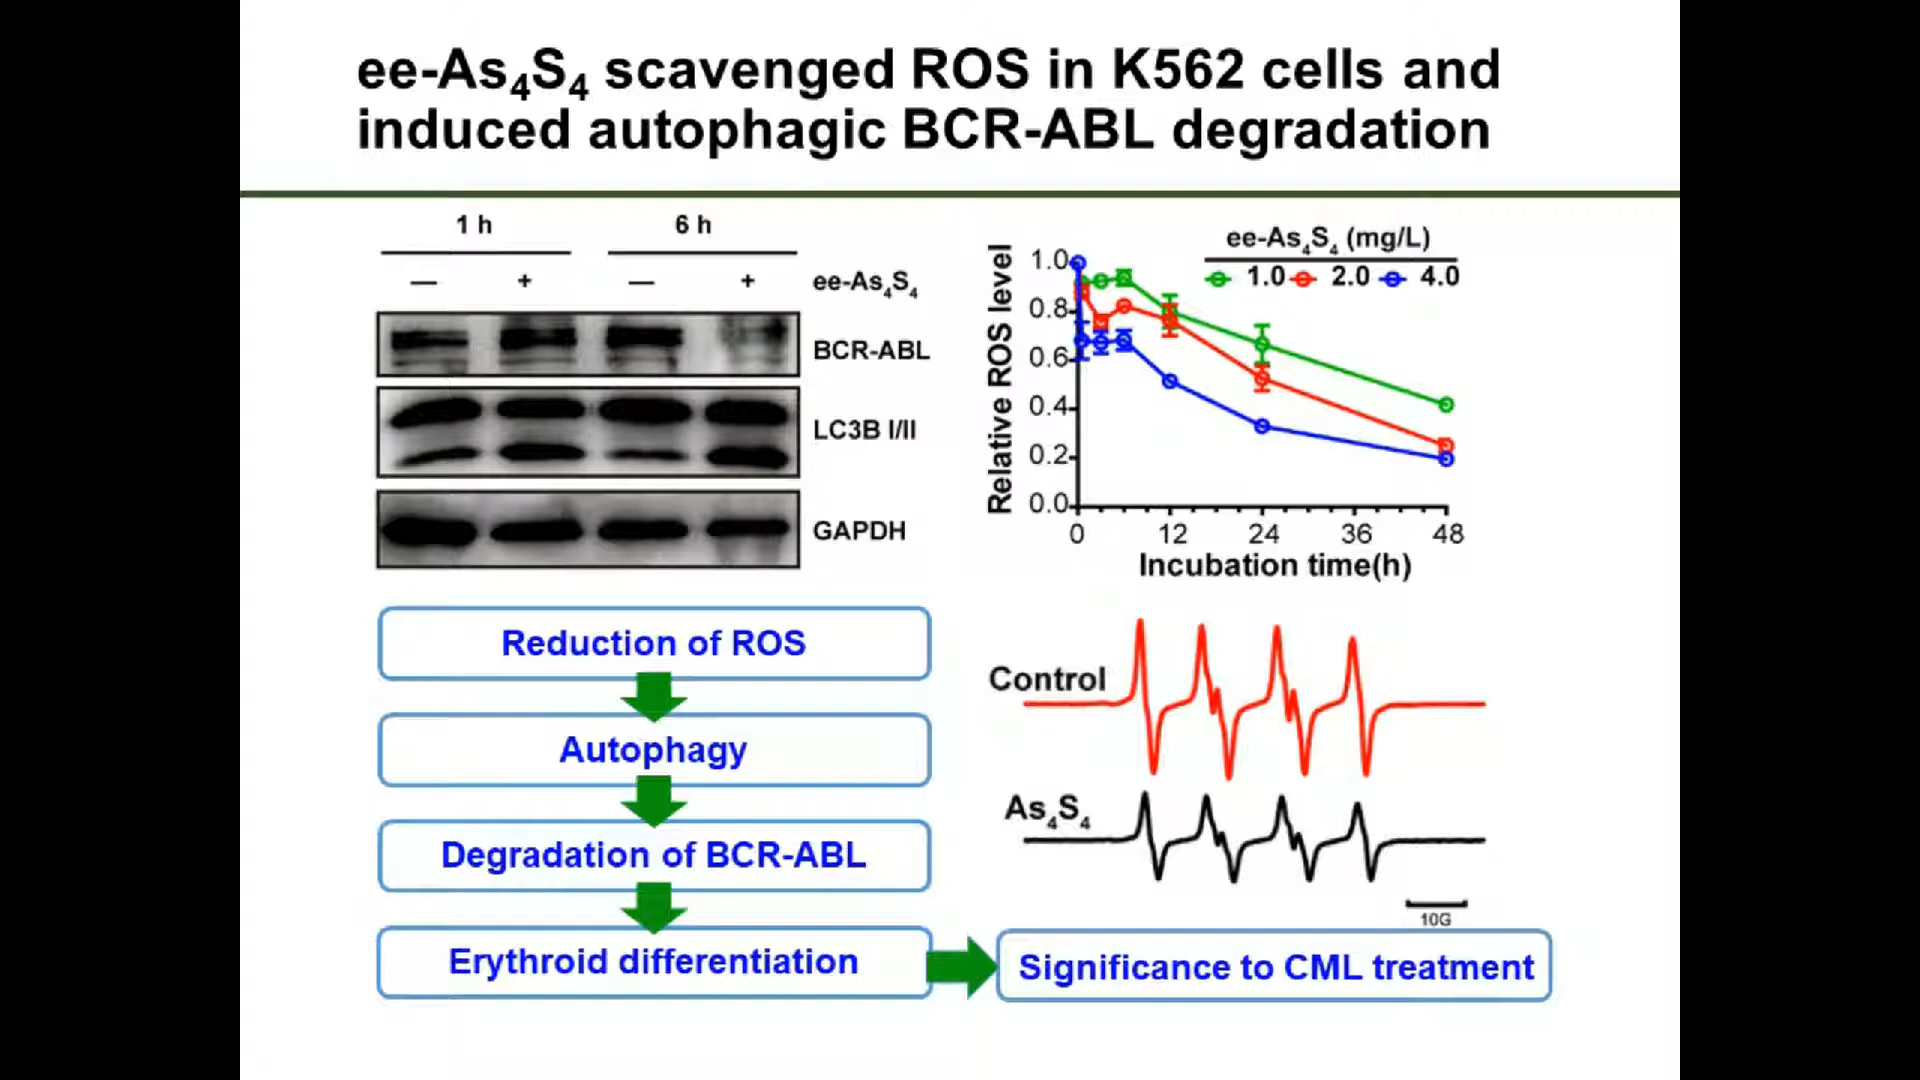 ee-As₄S₄ scavenged ROS in K562 cells and
induced autophagic BCR-ABL degradation
1 h 6 h
— + — + ee-As₄S₄
BCR-ABL
LC3B I/II
GAPDH
ee-As₄S₄ (mg/L)
1.0 2.0 4.0
Relative ROS level
1.0
0.8
0.6
0.4
0.2
0.0
0 12 24 36 48
Incubation time(h)
Reduction of ROS
Autophagy
Degradation of BCR-ABL
Erythroid differentiation
Control
As₄S₄
10G
Significance to CML treatment